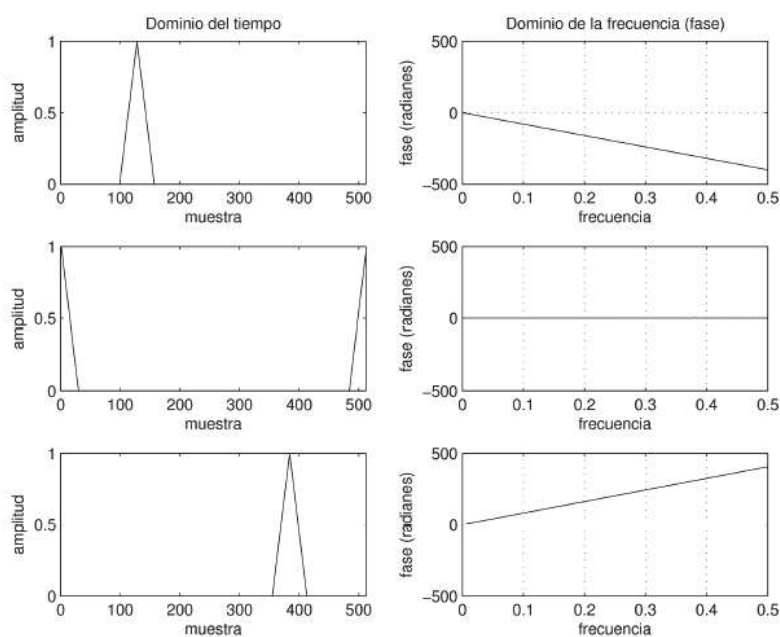 Dominio del tiempo
Dominio de la frecuencia (fase)
1
0.5
0
amplitud
0 100 200 300 400 500
muestra
500
0
−500
fase (radianes)
0 0.1 0.2 0.3 0.4 0.5
frecuencia
1
0.5
0
amplitud
0 100 200 300 400 500
muestra
500
0
−500
fase (radianes)
0 0.1 0.2 0.3 0.4 0.5
frecuencia
1
0.5
0
amplitud
0 100 200 300 400 500
muestra
500
0
−500
fase (radianes)
0 0.1 0.2 0.3 0.4 0.5
frecuencia